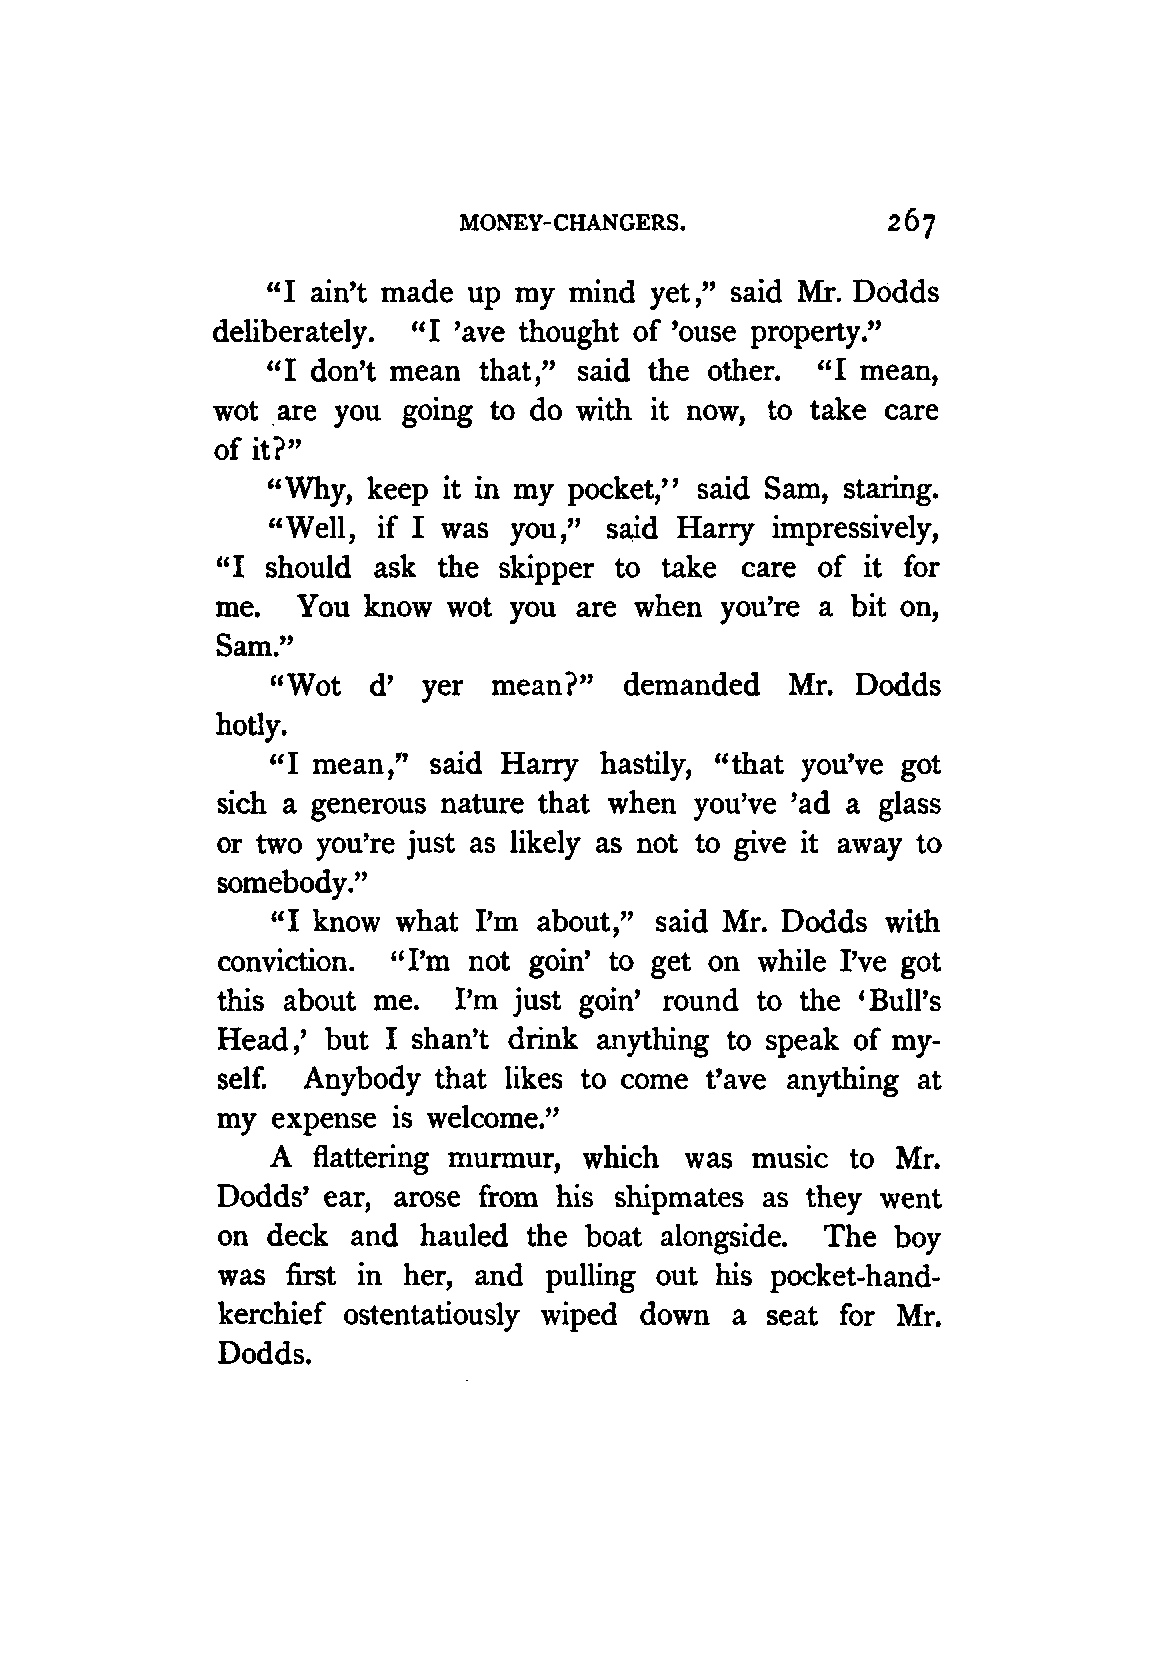 MONEY-CHANGERS. 267
“I ain’t made up my mind yet,” said Mr. Dodds
deliberately. “I ’ave thought of ’ouse property.”
“I don’t mean that,” said the other. “I mean,
wot are you going to do with it now, to take care
of it?”
“Why, keep it in my pocket,” said Sam, staring.
“Well, if I was you,” said Harry impressively,
“I should ask the skipper to take care of it for
me. You know wot you are when you’re a bit on,
Sam.”
“Wot d’ yer mean?” demanded Mr. Dodds
hotly.
“I mean,” said Harry hastily, “that you’ve got
sich a generous nature that when you’ve ’ad a glass
or two you’re just as likely as not to give it away to
somebody.”
“I know what I’m about,” said Mr. Dodds with
conviction. “I’m not goin’ to get on while I’ve got
this about me. I’m just goin’ round to the ‘Bull’s
Head,’ but I shan’t drink anything to speak of my-
self. Anybody that likes to come t’ave anything at
my expense is welcome.”
A flattering murmur, which was music to Mr.
Dodds’ ear, arose from his shipmates as they went
on deck and hauled the boat alongside. The boy
was first in her, and pulling out his pocket-hand-
kerchief ostentatiously wiped down a seat for Mr.
Dodds.